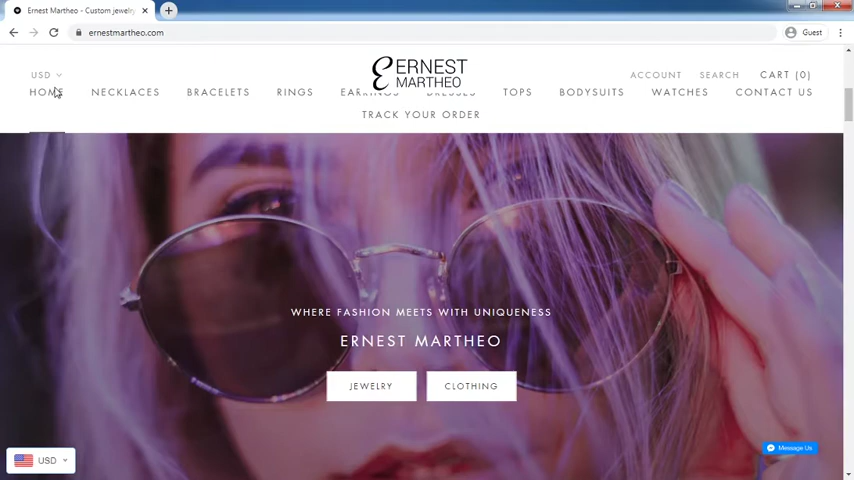 Ernest Martheo - Custom jewelry
ernestmartheo.com
Guest
USD
ERNEST
MARTHEO
ACCOUNT SEARCH CART (0)
HOME NECKLACES BRACELETS RINGS EARRINGS DRESSES TOPS BODYSUITS WATCHES CONTACT US
TRACK YOUR ORDER
WHERE FASHION MEETS WITH UNIQUENESS
ERNEST MARTHEO
JEWELRY CLOTHING
Message Us
USD